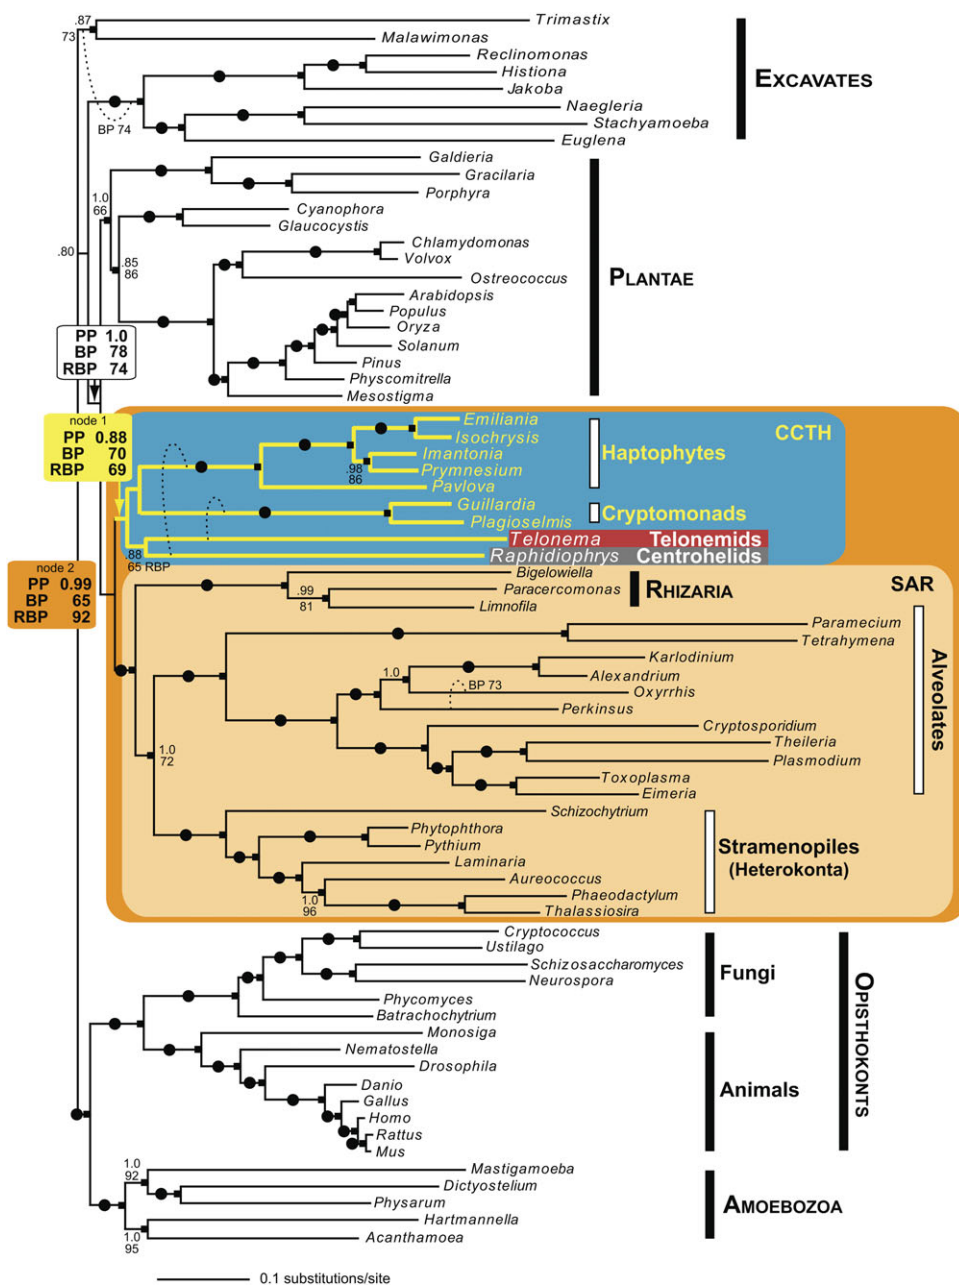 .87
73
Trimastix
Malawimonas
Reclinomonas
Histiona
Jakoba
Naegleria
Stachyamoeba
Euglena
BP 74
EXCAVATES
Galdieria
Gracilaria
Porphyra
Cyanophora
Glaucocystis
Chlamydomonas
Volvox
Ostreococcus
Arabidopsis
Populus
Oryza
Solanum
Pinus
Physcomitrella
Mesostigma
1.0
66
.80
.85
86
PLANTAE
PP 1.0
BP 78
RBP 74
node 1
PP 0.88
BP 70
RBP 69
Emiliania
Isochrysis
Imantonia
Prymnesium
Pavlova
.98
86
Haptophytes
CCTH
Guillardia
Plagioselmis
Cryptomonads
Telonema Telonemids
Raphidiophrys Centrohelids
.88
65 RBP
node 2
PP 0.99
BP 65
RBP 92
Bigelowiella
Paracercomonas
Limnofila
.99
81
RHIZARIA
SAR
Paramecium
Tetrahymena
Karlodinium
Alexandrium
Oxyrrhis
Perkinsus
1.0
BP 73
Cryptosporidium
Theileria
Plasmodium
Toxoplasma
Eimeria
Alveolates
1.0
72
Schizochytrium
Phytophthora
Pythium
Laminaria
Aureococcus
Phaeodactylum
Thalassiosira
1.0
96
Stramenopiles
(Heterokonta)
Cryptococcus
Ustilago
Schizosaccharomyces
Neurospora
Phycomyces
Batrachochytrium
Fungi
Monosiga
Nematostella
Drosophila
Danio
Gallus
Homo
Rattus
Mus
Animals
OPISTHOKONTS
1.0
92
Mastigamoeba
Dictyostelium
Physarum
Hartmannella
Acanthamoea
1.0
95
AMOEBOZOA
0.1 substitutions/site